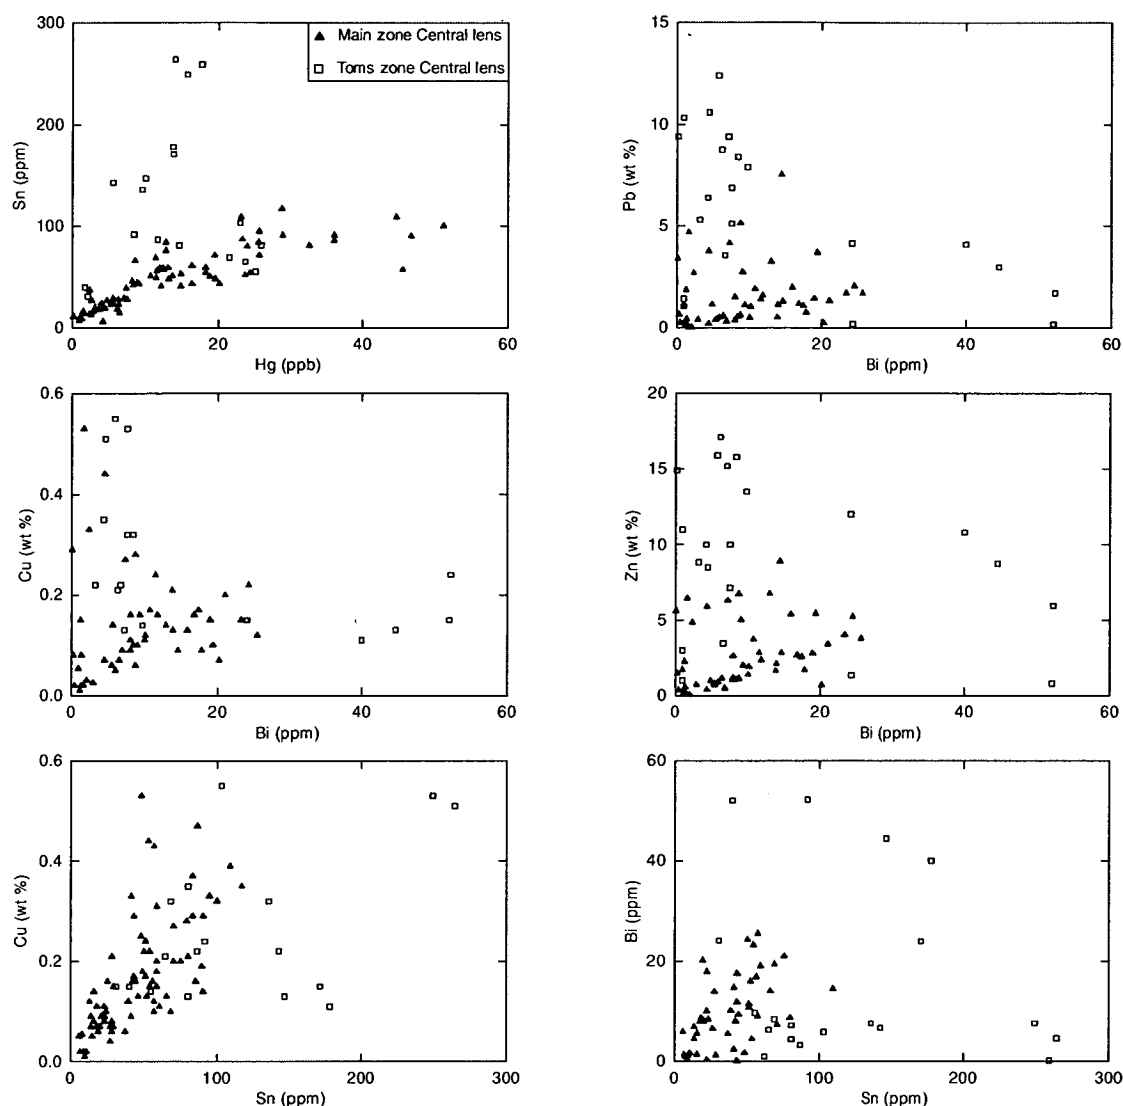 300
200
100
0
Sn (ppm)
0 20 40 60
Hg (ppb)
Main zone Central lens
Toms zone Central lens
15
10
5
0
Pb (wt %)
0 20 40 60
Bi (ppm)
0.6
0.4
0.2
0.0
Cu (wt %)
0 20 40 60
Bi (ppm)
20
15
10
5
0
Zn (wt %)
0 20 40 60
Bi (ppm)
0.6
0.4
0.2
0.0
Cu (wt %)
0 100 200 300
Sn (ppm)
60
40
20
0
Bi (ppm)
0 100 200 300
Sn (ppm)